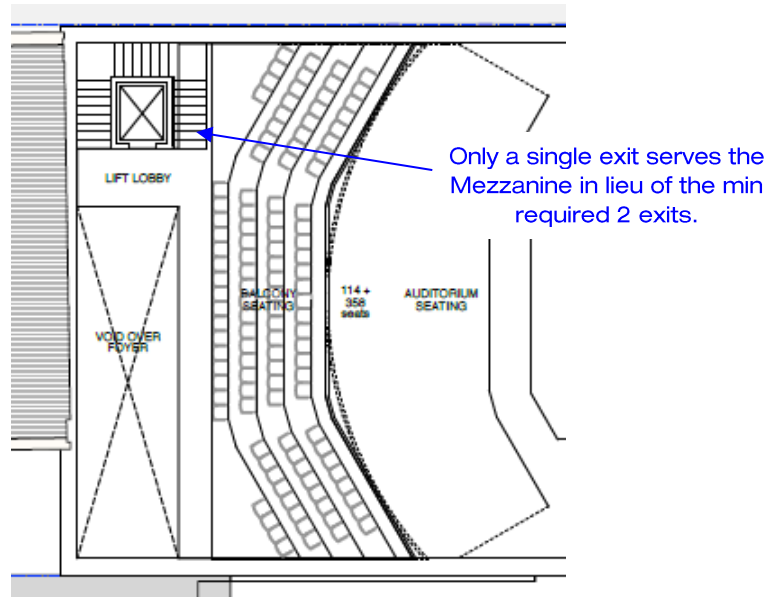 Only a single exit serves the
Mezzanine in lieu of the min
required 2 exits.
LIFT LOBBY
BALCONY
SEATING
114 +
358
seats
AUDITORIUM
SEATING
VOID OVER
FOYER